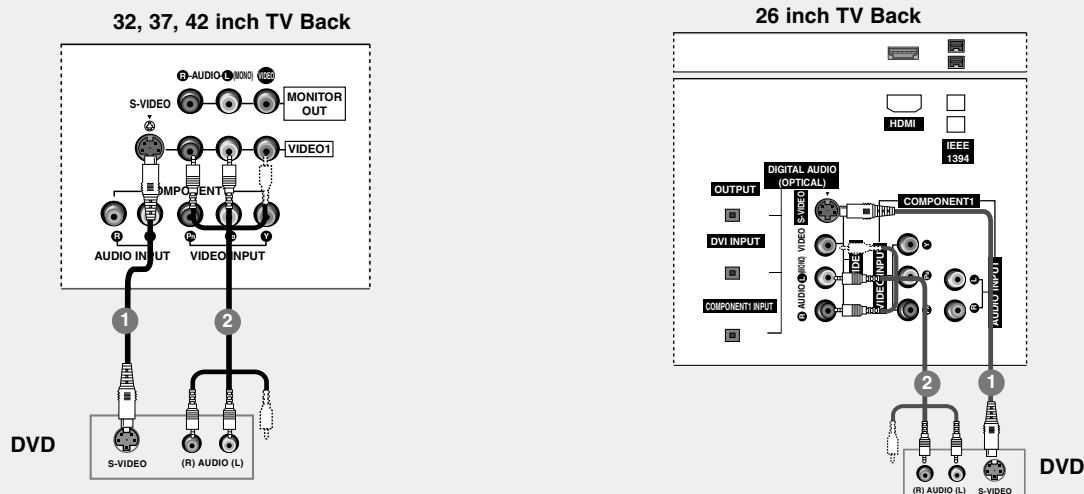 32, 37, 42 inch TV Back
R-AUDIO-L(MONO) VIDEO
S-VIDEO
MONITOR
OUT
VIDEO1
R
PR
Y
AUDIO INPUT
VIDEO INPUT
1
2
DVD
S-VIDEO
(R) AUDIO (L)
26 inch TV Back
HDMI
IEEE
1394
DIGITAL AUDIO
(OPTICAL)
OUTPUT
DVI INPUT
COMPONENT1 INPUT
S-VIDEO
VIDEO
L(MONO)
AUDIO
R
COMPONENT1
Y
L
R
AUDIO INPUT
2
1
(R) AUDIO (L)
S-VIDEO
DVD